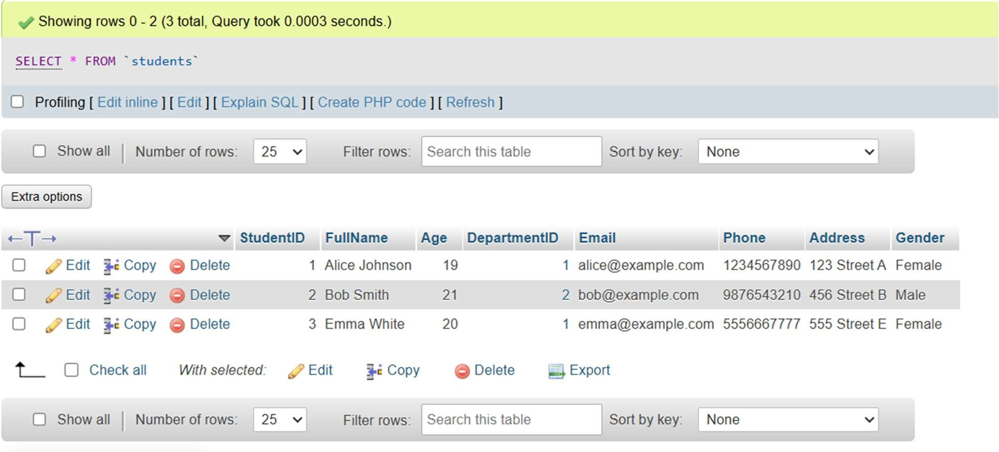 Showing rows 0 - 2 (3 total, Query took 0.0003 seconds.)
SELECT * FROM `students`
Profiling [ Edit inline ] [ Edit ] [ Explain SQL ] [ Create PHP code ] [ Refresh ]
Show all | Number of rows: 25 Filter rows: Search this table Sort by key: None
Extra options
StudentID FullName Age DepartmentID Email Phone Address Gender
Edit Copy Delete 1 Alice Johnson 19 1 alice@example.com 1234567890 123 Street A Female
Edit Copy Delete 2 Bob Smith 21 2 bob@example.com 9876543210 456 Street B Male
Edit Copy Delete 3 Emma White 20 1 emma@example.com 5556667777 555 Street E Female
Check all With selected: Edit Copy Delete Export
Show all | Number of rows: 25 Filter rows: Search this table Sort by key: None